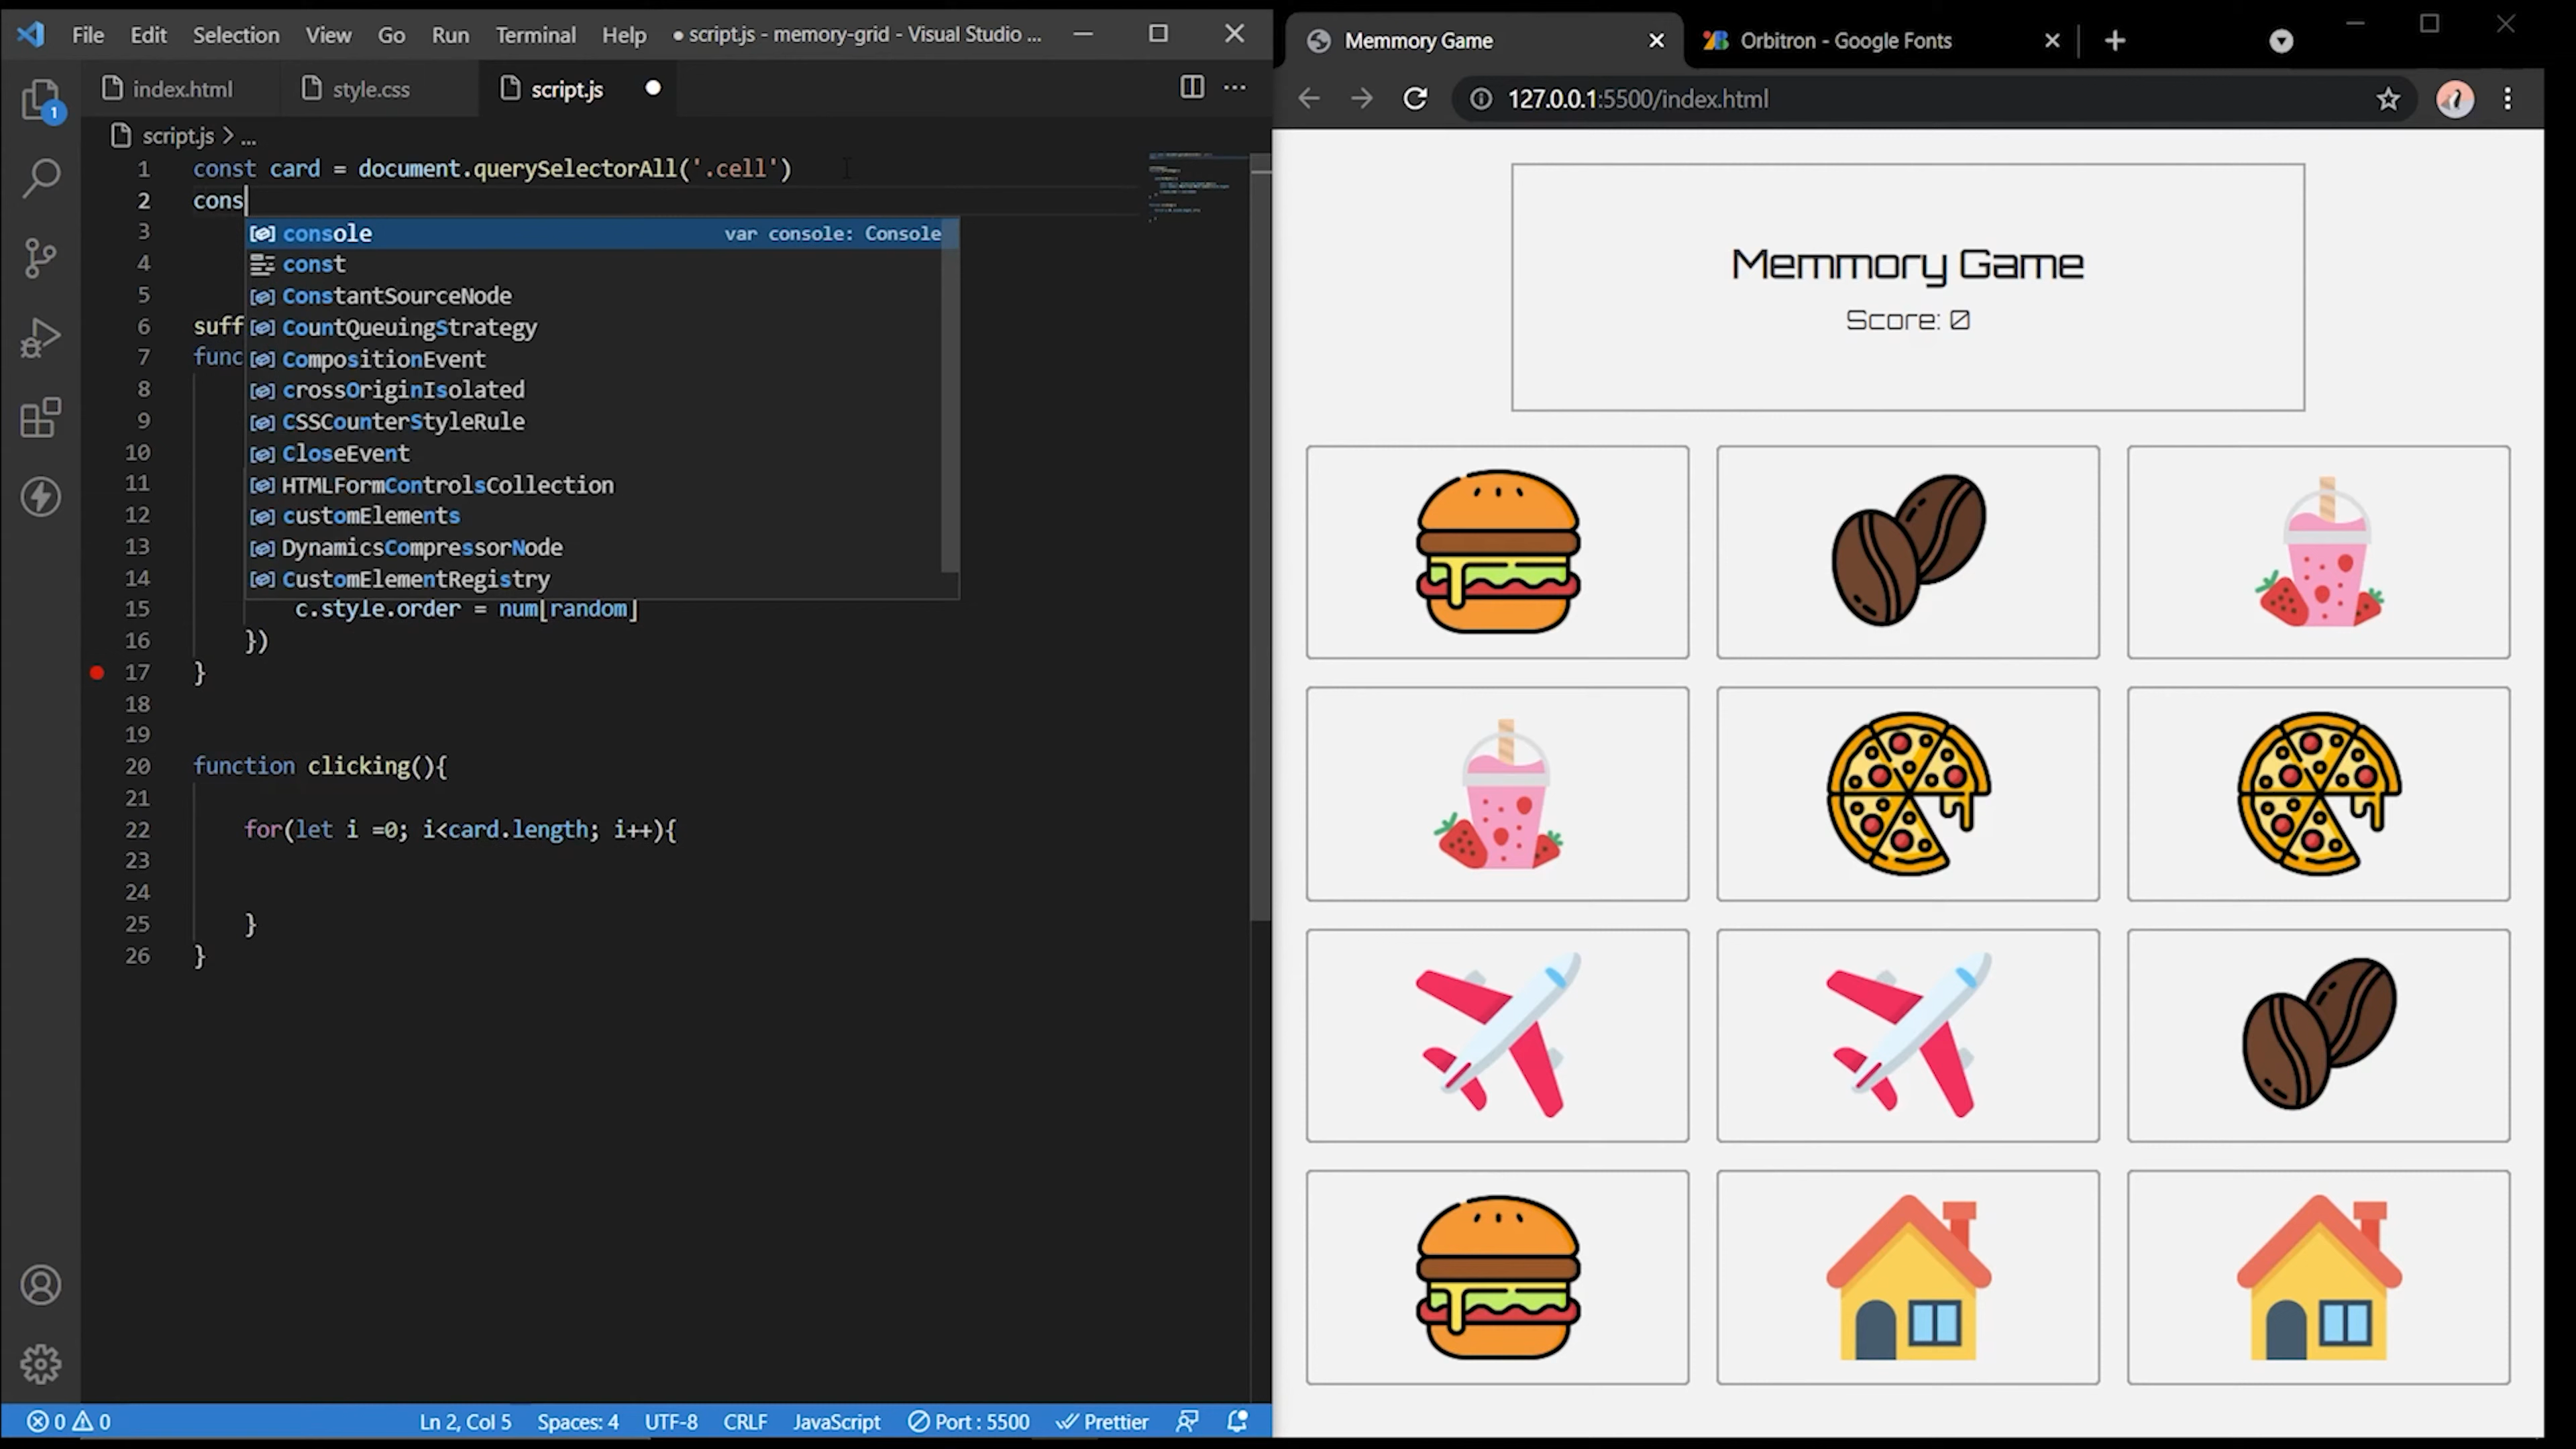 File Edit Selection View Go Run Terminal Help ● script.js - memory-grid - Visual Studio ...
index.html style.css script.js
script.js > ...
1 const card = document.querySelectorAll('.cell')
2 cons
3 console var console: Console
4 const
5 ConstantSourceNode
6 suff CountQueuingStrategy
7 func CompositionEvent
8 crossOriginIsolated
9 CSSCounterStyleRule
10 CloseEvent
11 HTMLFormControlsCollection
12 customElements
13 DynamicsCompressorNode
14 CustomElementRegistry
15 c.style.order = num[random]
16 })
17 }
18
19
20 function clicking(){
21
22 for(let i =0; i<card.length; i++){
23
24
25 }
26 }
1
0 0 Ln 2, Col 5 Spaces: 4 UTF-8 CRLF JavaScript Port : 5500 Prettier
Memmory Game Orbitron - Google Fonts
127.0.0.1:5500/index.html
Memmory Game
Score: 0